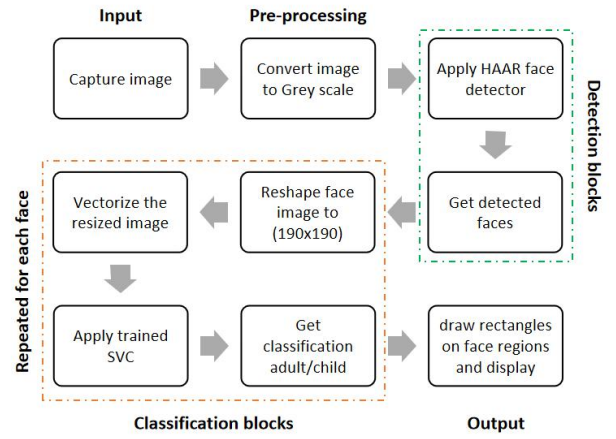 Input
Pre-processing
Capture image
Convert image
to Grey scale
Apply HAAR face
detector
Detection blocks
Get detected
faces
Reshape face
image to
(190x190)
Vectorize the
resized image
Repeated for each face
Apply trained
SVC
Get
classification
adult/child
draw rectangles
on face regions
and display
Classification blocks
Output